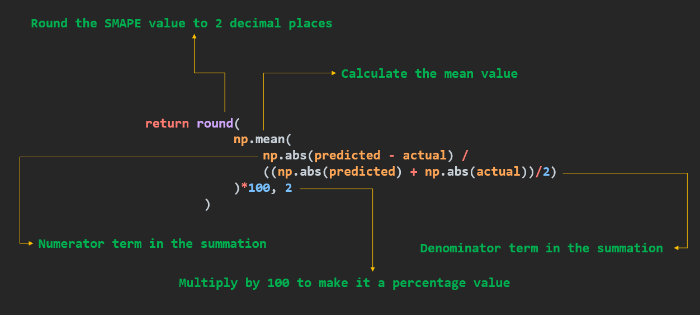 Round the SMAPE value to 2 decimal places
Calculate the mean value
return round(
np.mean(
np.abs(predicted - actual) /
((np.abs(predicted) + np.abs(actual))/2)
)*100, 2
)
Numerator term in the summation
Denominator term in the summation
Multiply by 100 to make it a percentage value